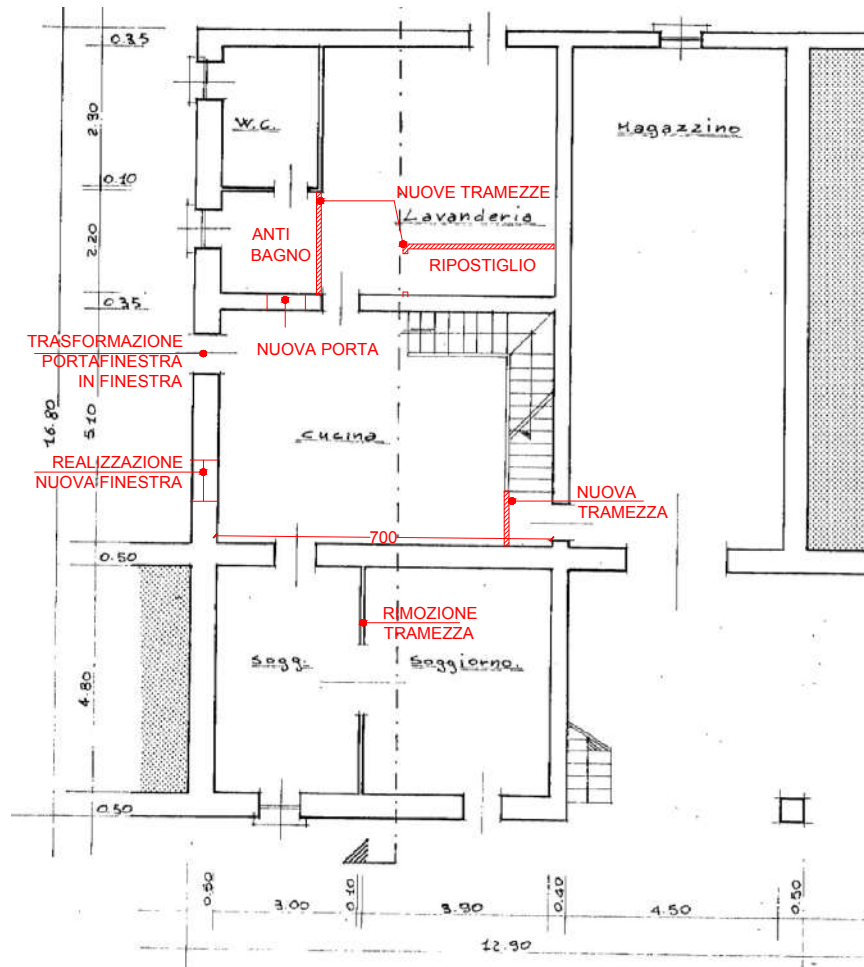 0.35
2.90
W.C.
Magazzino
0.10
NUOVE TRAMEZZE
Lavanderia
2.20
ANTI
BAGNO
RIPOSTIGLIO
0.35
NUOVA PORTA
TRASFORMAZIONE
PORTAFINESTRA
IN FINESTRA
16.80
5.10
cucina
REALIZZAZIONE
NUOVA FINESTRA
NUOVA
TRAMEZZA
700
0.50
RIMOZIONE
TRAMEZZA
Sogg.
Soggiorno.
4.80
0.50
0.50
3.00
0.10
3.90
0.40
4.50
0.50
12.90